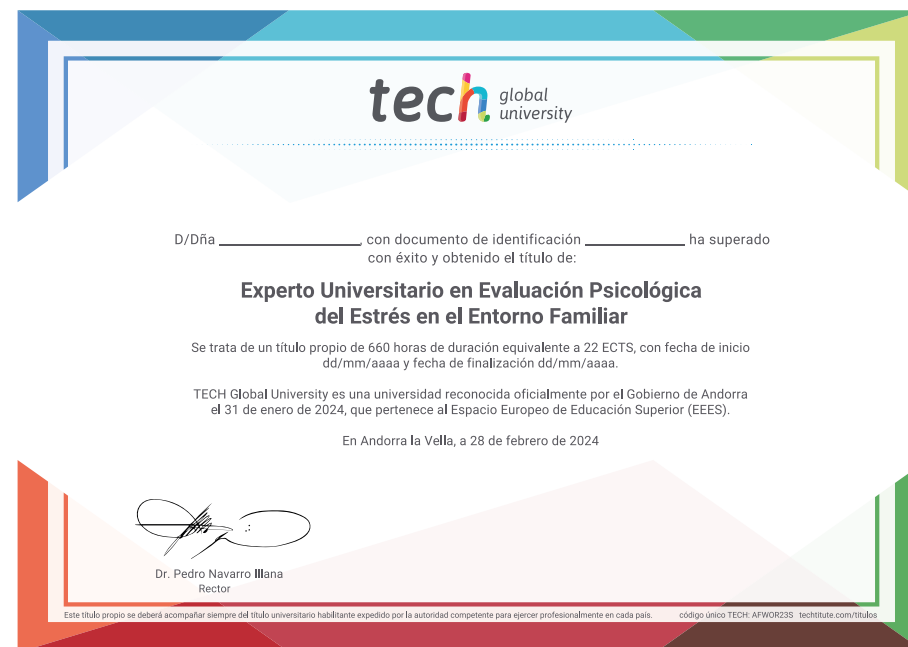 tech global university
D/Dña ____________________, con documento de identificación ______________ ha superado
con éxito y obtenido el título de:
Experto Universitario en Evaluación Psicológica
del Estrés en el Entorno Familiar
Se trata de un título propio de 660 horas de duración equivalente a 22 ECTS, con fecha de inicio
dd/mm/aaaa y fecha de finalización dd/mm/aaaa.
TECH Global University es una universidad reconocida oficialmente por el Gobierno de Andorra
el 31 de enero de 2024, que pertenece al Espacio Europeo de Educación Superior (EEES).
En Andorra la Vella, a 28 de febrero de 2024
Dr. Pedro Navarro Illana
Rector
Este título propio se deberá acompañar siempre del título universitario habilitante expedido por la autoridad competente para ejercer profesionalmente en cada país. código único TECH: AFWOR23S techtitute.com/titulos